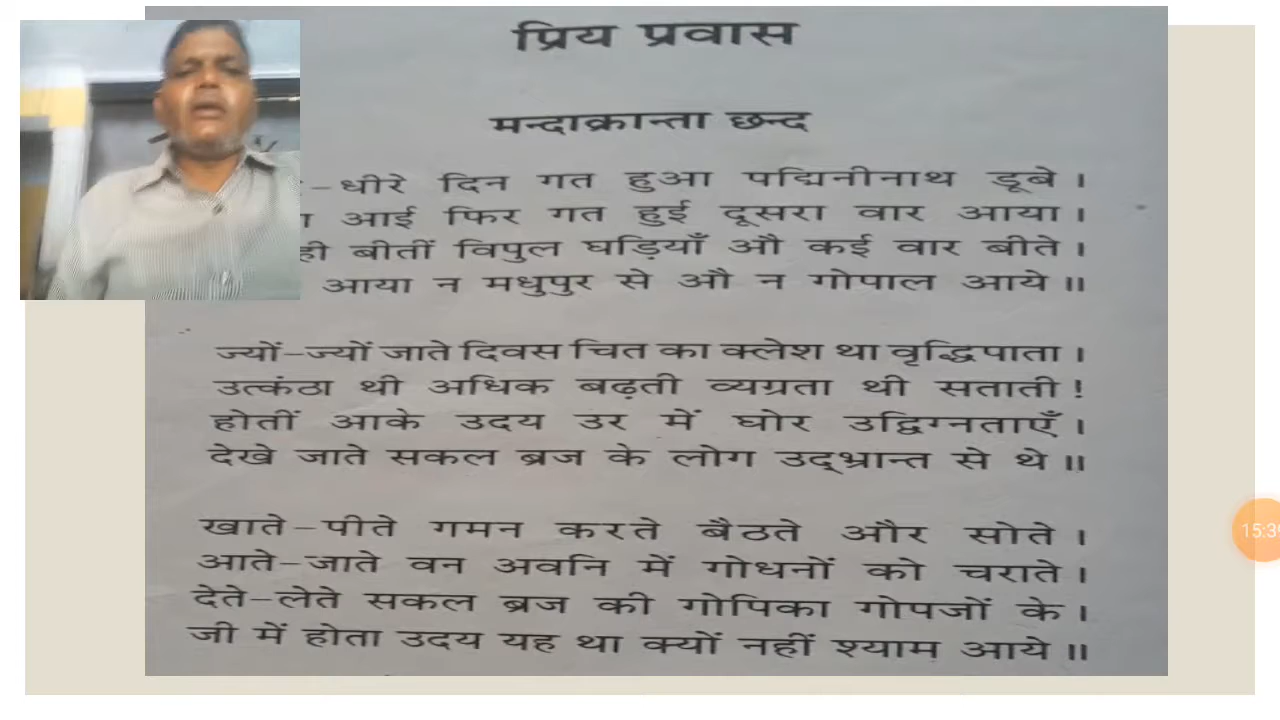 प्रिय प्रवास
मन्दाक्रान्ता छन्द
–धीरे दिन गत हुआ पद्मिनीनाथ डूबे ।
आई फिर गत हुई दूसरा वार आया ।
ही बीतीं विपुल घड़ियाँ औ कई वार बीते ।
आया न मधुपुर से औ न गोपाल आये ॥
ज्यों–ज्यों जाते दिवस चित का क्लेश था वृद्धि पाता ।
उत्कंठा थी अधिक बढ़ती व्यग्रता थी सताती !
होतीं आके उदय उर में घोर उद्विग्नताएँ ।
देखे जाते सकल ब्रज के लोग उद्भ्रान्त से थे ॥
खाते–पीते गमन करते बैठते और सोते ।
आते–जाते वन अवनि में गोधनों को चराते ।
देते–लेते सकल ब्रज की गोपिका गोपजों के ।
जी में होता उदय यह था क्यों नहीं श्याम आये ॥